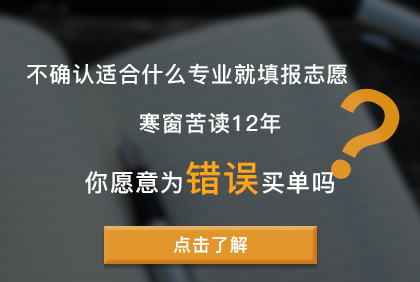 不确认适合什么专业就填报志愿
寒窗苦读12年
你愿意为错误买单吗?
点击了解